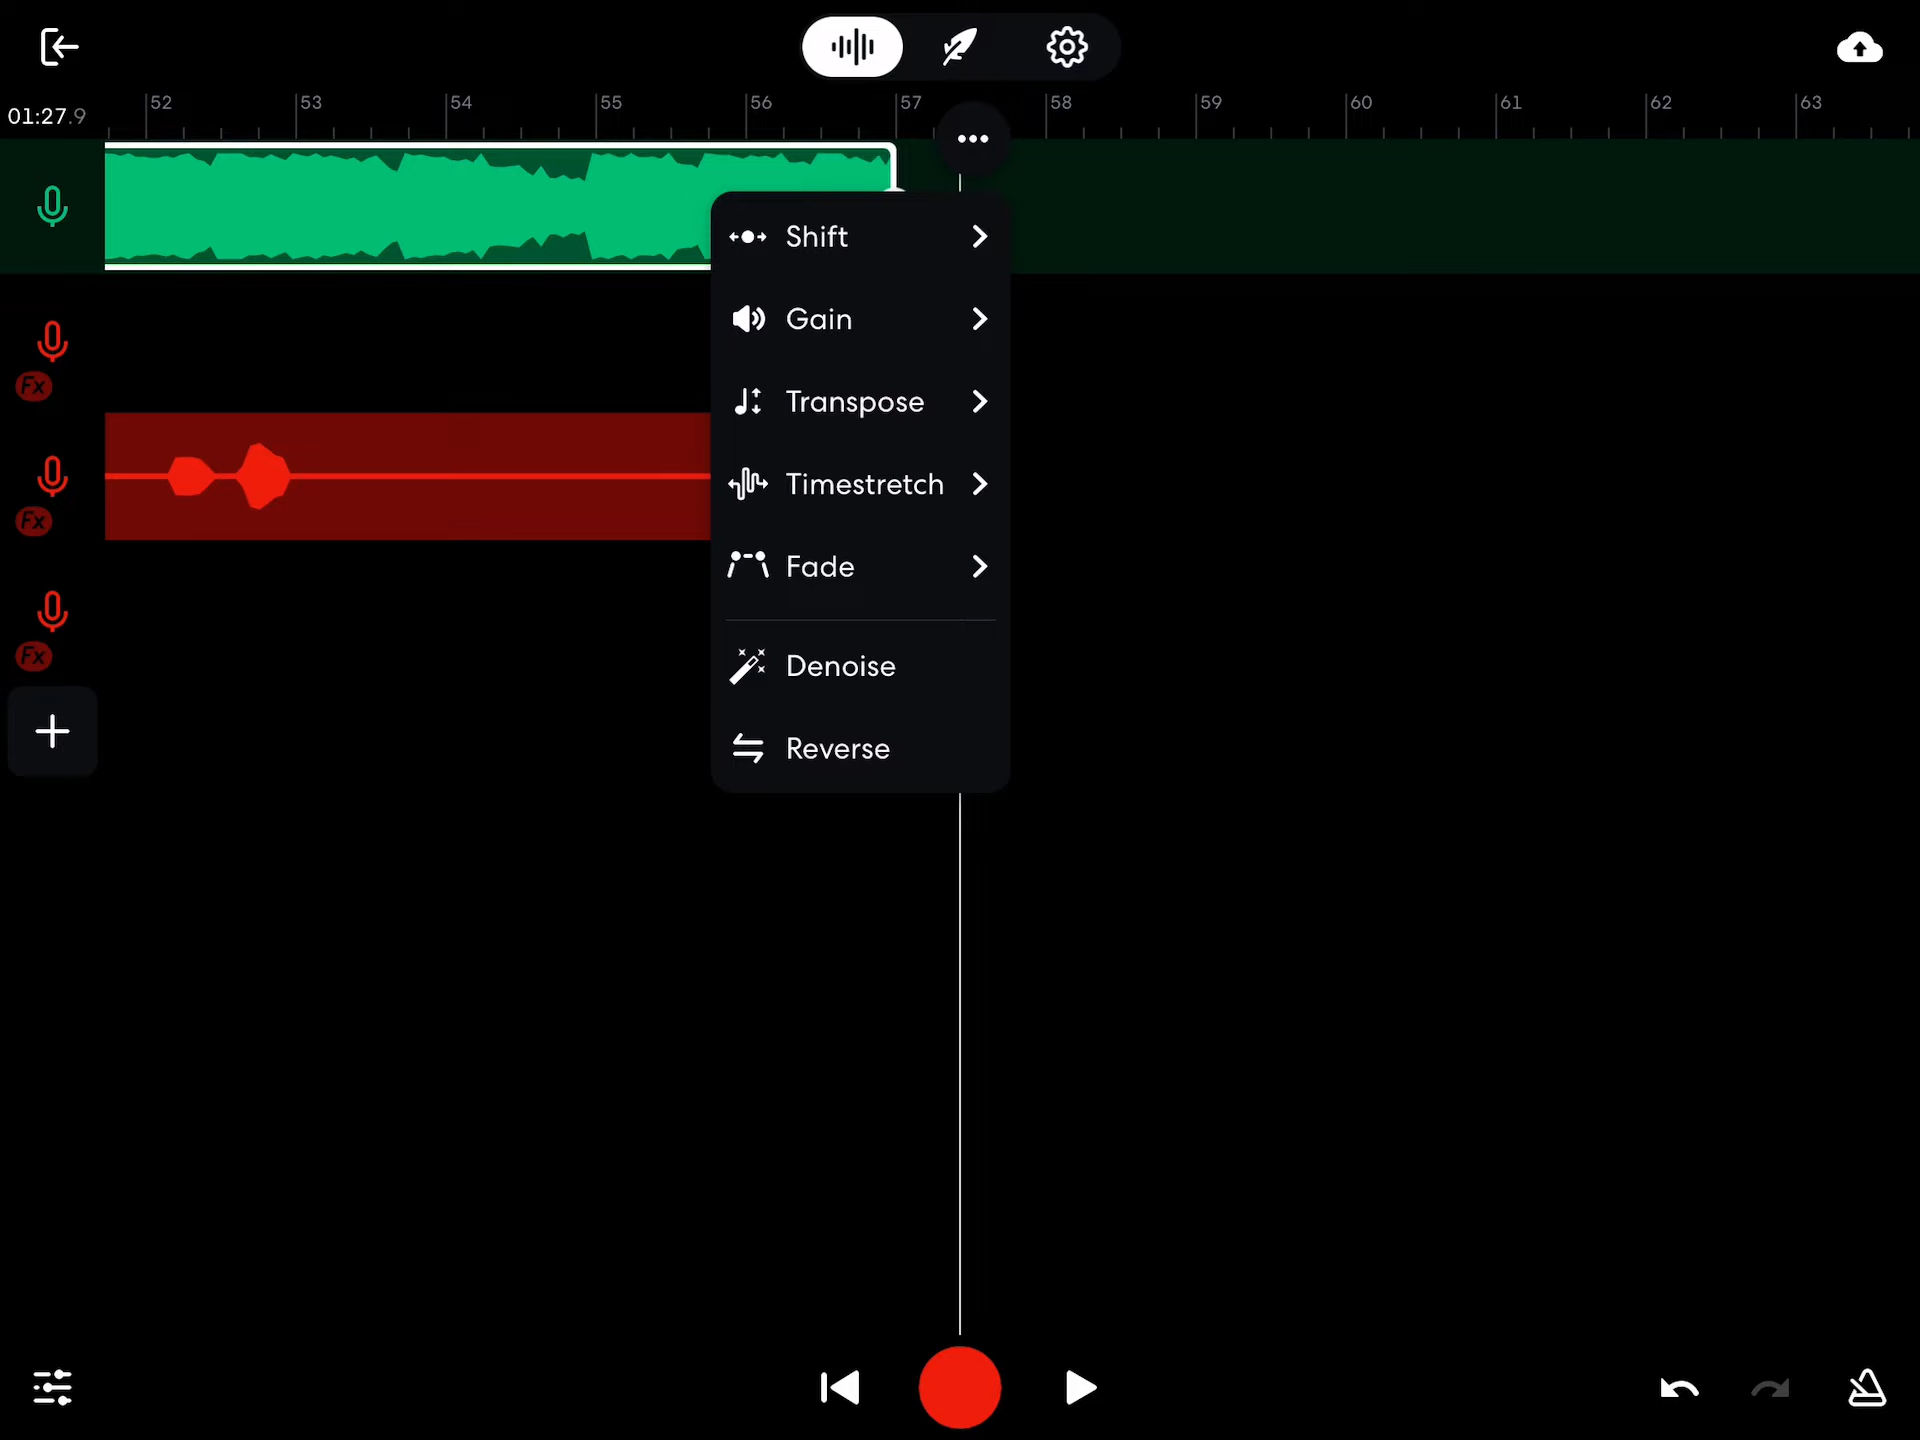 01:27.9
52
53
54
55
56
57
58
59
60
61
62
63
Shift
Gain
Fx
Transpose
Timestretch
Fx
Fade
Fx
Denoise
Reverse